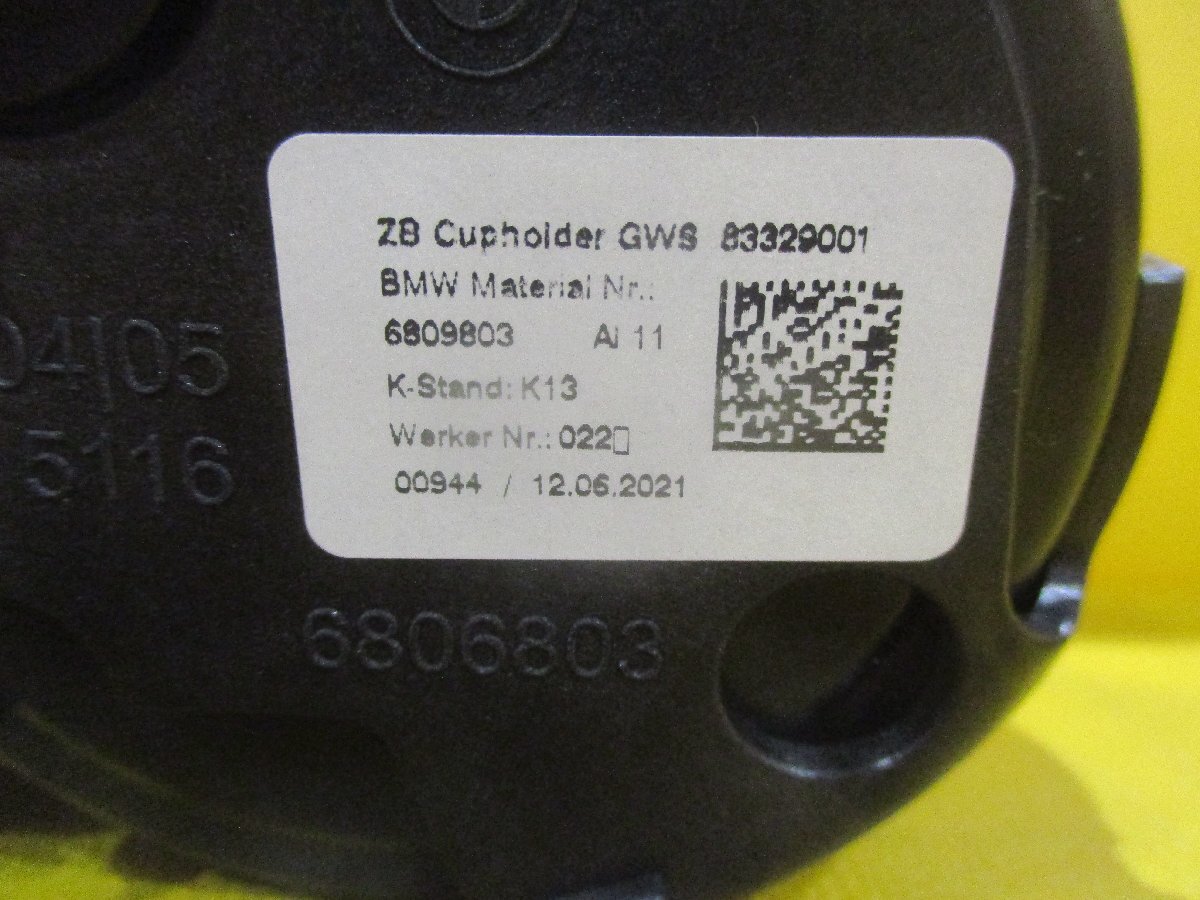 ZB Cupholder GWS 83329001
BMW Material Nr.:
6809803 AI 11
K-Stand: K13
Werker Nr.: 022▯
00944 / 12.06.2021
04|05
5116
6806803